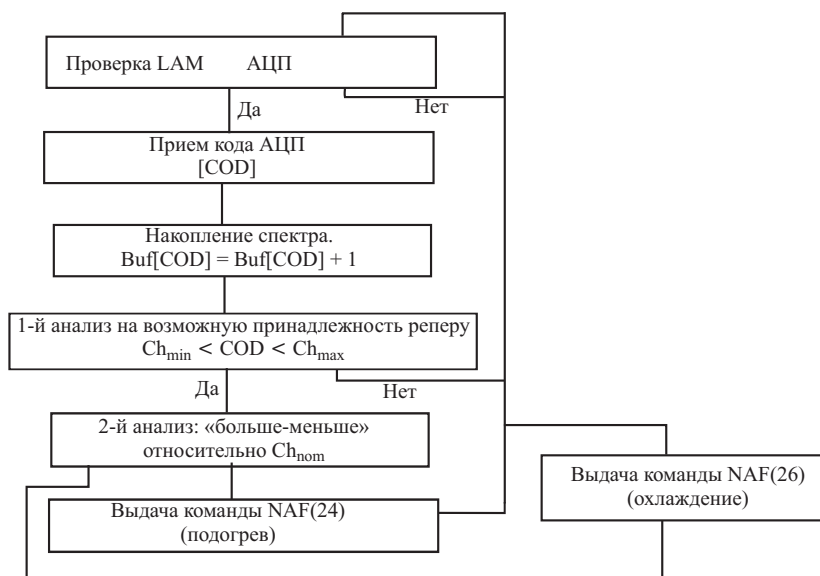 Проверка LAM АЦП
Да
Нет
Прием кода АЦП
[COD]
Накопление спектра.
Buf[COD] = Buf[COD] + 1
1-й анализ на возможную принадлежность реперу
Ch_min < COD < Ch_max
Да
Нет
2-й анализ: «больше-меньше»
относительно Ch_nom
Выдача команды NAF(24)
(подогрев)
Выдача команды NAF(26)
(охлаждение)